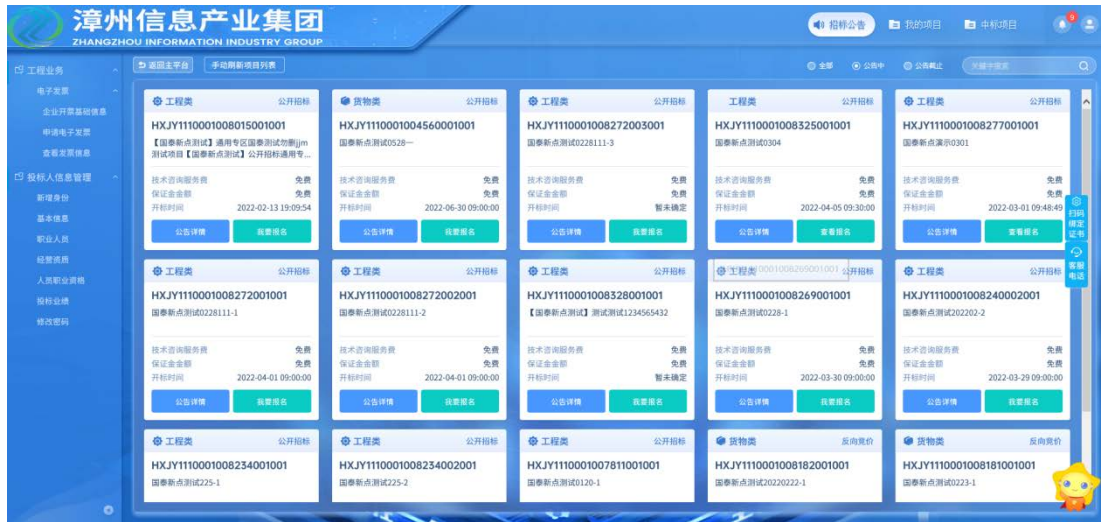 漳州信息产业集团
ZHANGZHOU INFORMATION INDUSTRY GROUP
招标公告 我的项目 中标项目 9
工程业务
电子发票
企业开票基础信息
申请电子发票
查看发票信息
投标人信息管理
新增身份
基本信息
职业人员
经营资质
人员职业资格
投标业绩
修改密码
返回主平台 手动刷新项目列表 全部 公告中 公告截止 关键字搜索
工程类 公开招标
HXJY1110001008015001001
【国泰新点测试】通用专区国泰测试勿删jjm
测试项目【国泰新点测试】公开招标通用专...
技术咨询服务费 免费
保证金金额 免费
开标时间 2022-02-13 19:09:54
公告详情 我要报名
货物类 公开招标
HXJY1110001004560001001
国泰新点测试0528一
技术咨询服务费 免费
保证金金额 免费
开标时间 2022-06-30 09:00:00
公告详情 我要报名
工程类 公开招标
HXJY1110001008272003001
国泰新点测试0228111-3
技术咨询服务费 免费
保证金金额 免费
开标时间 暂未确定
公告详情 我要报名
工程类 公开招标
HXJY1110001008325001001
国泰新点测试0304
技术咨询服务费 免费
保证金金额 免费
开标时间 2022-04-05 09:30:00
公告详情 查看报名
工程类 公开招标
HXJY1110001008277001001
国泰新点演示0301
技术咨询服务费 免费
保证金金额 免费
开标时间 2022-03-01 09:48:49
公告详情 查看报名
工程类 公开招标
HXJY1110001008272001001
国泰新点测试0228111-1
技术咨询服务费 免费
保证金金额 免费
开标时间 2022-04-01 09:00:00
公告详情 我要报名
工程类 公开招标
HXJY1110001008272002001
国泰新点测试0228111-2
技术咨询服务费 免费
保证金金额 免费
开标时间 2022-04-01 09:00:00
公告详情 我要报名
工程类 公开招标
HXJY1110001008328001001
【国泰新点测试】测试测试1234565432
技术咨询服务费 免费
保证金金额 免费
开标时间 暂未确定
公告详情 我要报名
工程类 公开招标
HXJY1110001008269001001
国泰新点测试0228-1
技术咨询服务费 免费
保证金金额 免费
开标时间 2022-03-30 09:00:00
公告详情 我要报名
工程类 公开招标
HXJY1110001008240002001
国泰新点测试202202-2
技术咨询服务费 免费
保证金金额 免费
开标时间 2022-03-29 09:00:00
公告详情 我要报名
工程类 公开招标
HXJY1110001008234001001
国泰新点测试225-1
工程类 公开招标
HXJY1110001008234002001
国泰新点测试225-2
工程类 公开招标
HXJY1110001007811001001
国泰新点测试0120-1
货物类 反向竞价
HXJY1110001008182001001
国泰新点测试20220222-1
货物类 反向竞价
HXJY1110001008181001001
国泰新点测试0223-1
扫码
绑定
证书
客服
电话